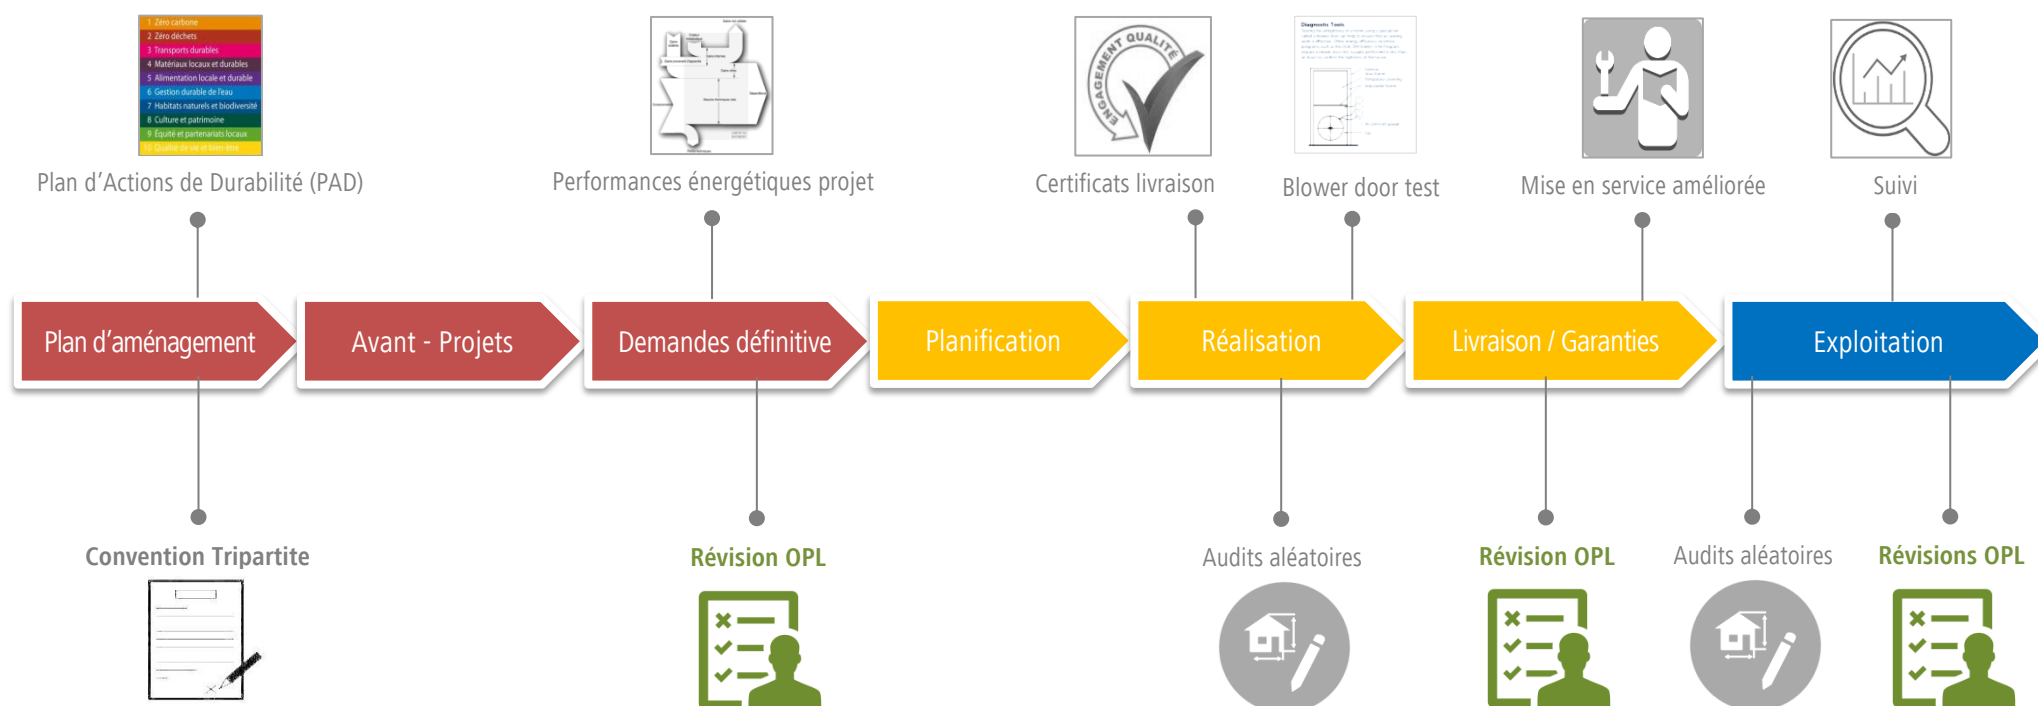 1 Zéro carbone
2 Zéro déchets
3 Transports durables
4 Matériaux locaux et durables
5 Alimentation locale et durable
6 Gestion durable de l'eau
7 Habitats naturels et biodiversité
8 Culture et patrimoine
9 Équité et partenariats locaux
10 Qualité de vie et bien-être
ENGAGEMENT QUALITÉ
Diagnostic Tools
Plan d'Actions de Durabilité (PAD)
Performances énergétiques projet
Certificats livraison
Blower door test
Mise en service améliorée
Suivi
Plan d'aménagement
Avant - Projets
Demandes définitive
Planification
Réalisation
Livraison / Garanties
Exploitation
Convention Tripartite
Révision OPL
Audits aléatoires
Révision OPL
Audits aléatoires
Révisions OPL